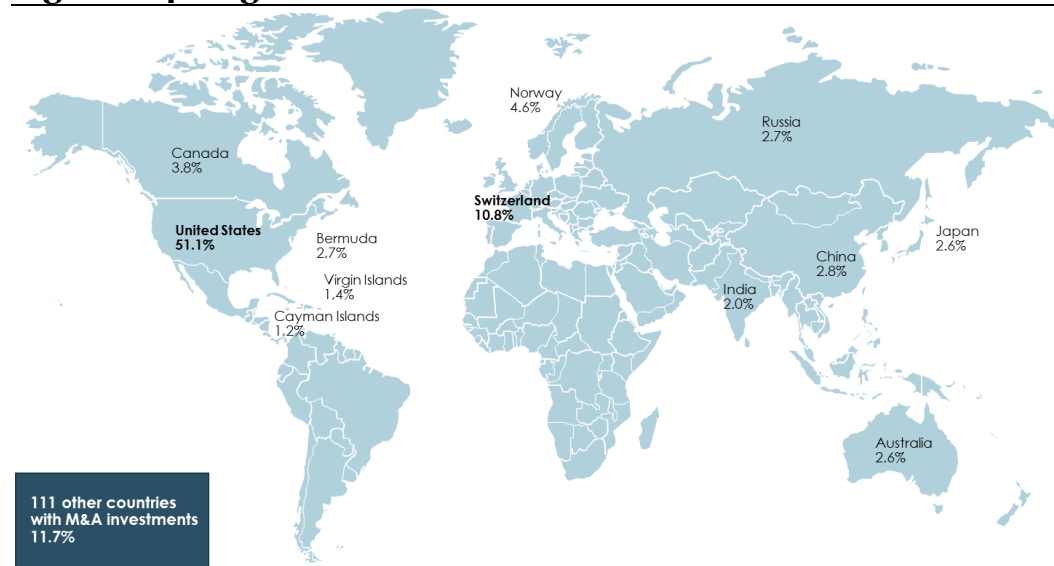 Norway
4.6%
Russia
2.7%
Canada
3.8%
Switzerland
10.8%
United States
51.1%
Bermuda
2,7%
Japan
2.6%
China
2.8%
Virgin Islands
1,4%
India
2.0%
Cayman Islands
1,2%
Australia
2.6%
111 other countries
with M&A investments
11.7%